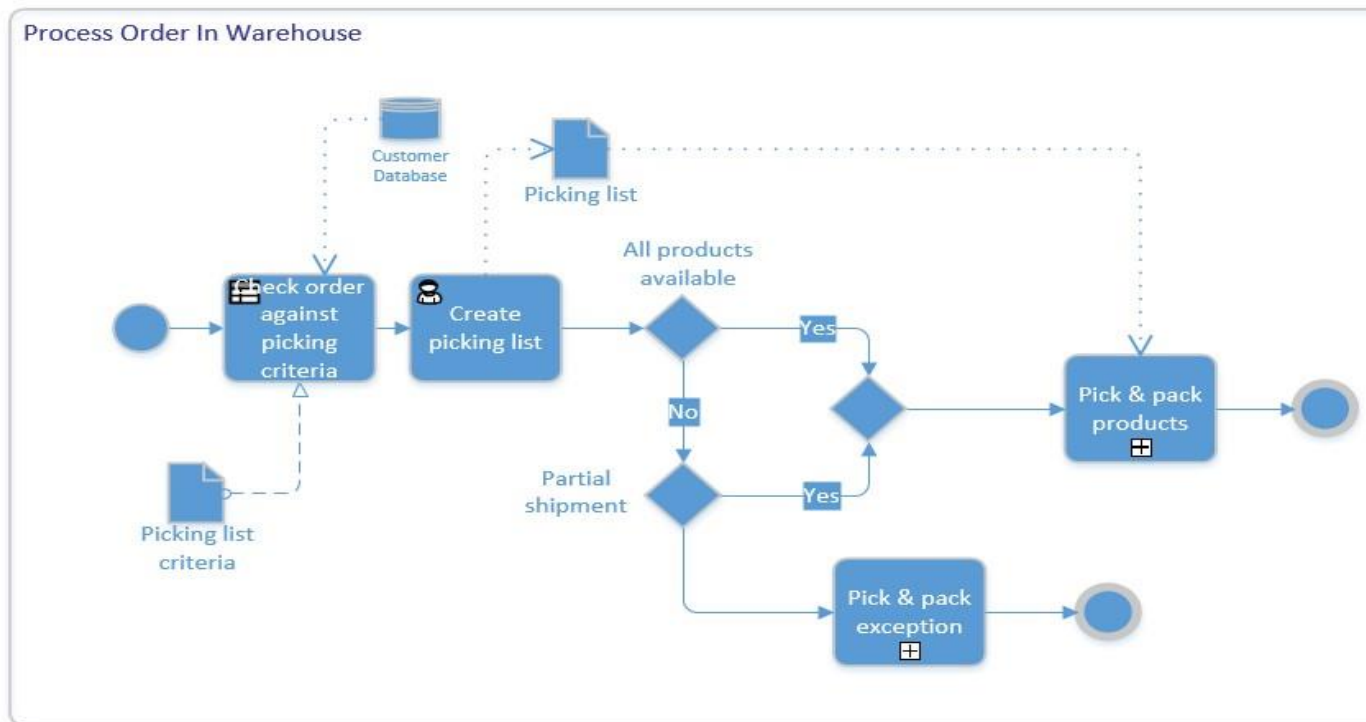 Process Order In Warehouse
Customer
Database
Picking list
All products
available
Check order
against
picking
criteria
Create
picking list
Yes
No
Pick & pack
products
Partial
shipment
Yes
Picking list
criteria
Pick & pack
exception